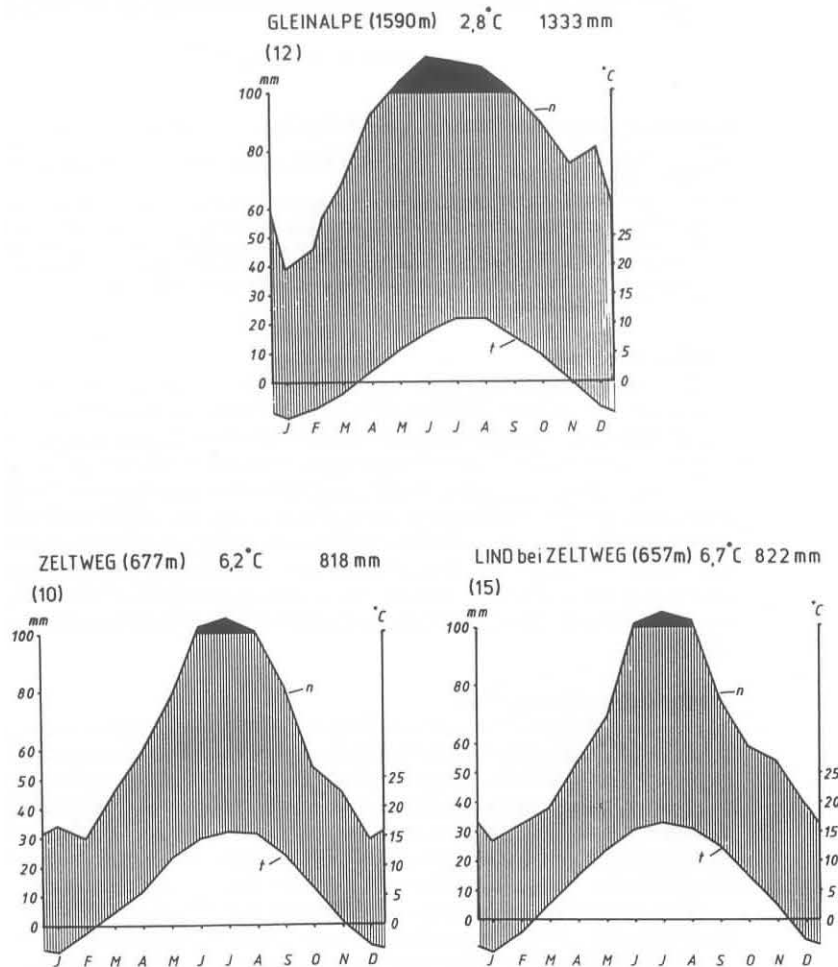 GLEINALPE (1590m) 2,8°C 1333 mm
(12)
mm
°C
100
80
60
50
40
30
20
10
0
25
20
15
10
5
0
n
t
J F M A M J J A S O N D
ZELTWEG (677m) 6,2°C 818 mm
(10)
mm
°C
100
80
60
50
40
30
20
10
0
25
20
15
10
5
0
n
t
J F M A M J J A S O N D
LIND bei ZELTWEG (657m) 6,7°C 822 mm
(15)
mm
°C
100
80
60
50
40
30
20
10
0
25
20
15
10
5
0
n
t
J F M A M J J A S O N D